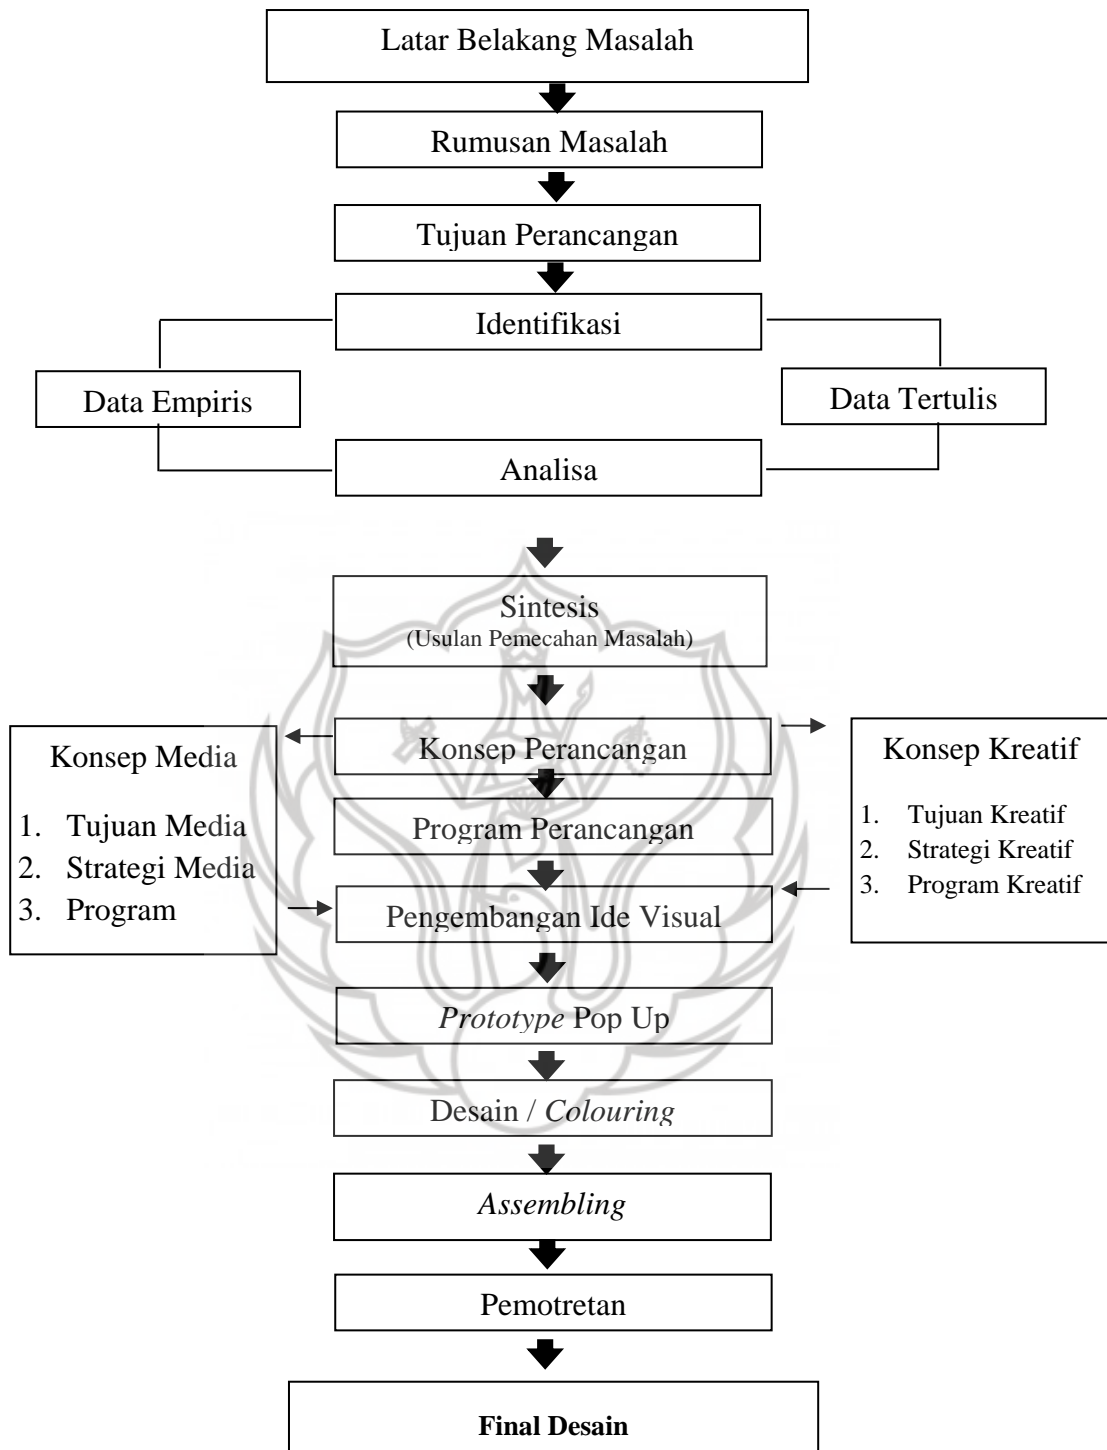 Latar Belakang Masalah
Rumusan Masalah
Tujuan Perancangan
Identifikasi
Data Empiris
Data Tertulis
Analisa
Sintesis
(Usulan Pemecahan Masalah)
Konsep Media
1. Tujuan Media
2. Strategi Media
3. Program
Konsep Perancangan
Program Perancangan
Pengembangan Ide Visual
Konsep Kreatif
1. Tujuan Kreatif
2. Strategi Kreatif
3. Program Kreatif
Prototype Pop Up
Desain / Colouring
Assembling
Pemotretan
Final Desain